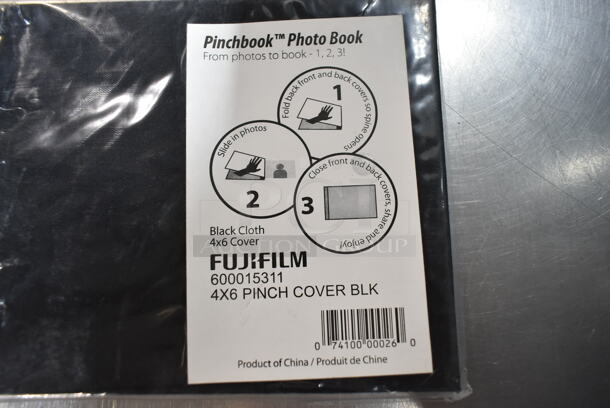 Pinchbook™ Photo Book
From photos to book - 1, 2, 3!
Fold back front and back covers so spine opens
1
Slide in photos
2
Close front and back covers, share and enjoy!
3
Black Cloth
4x6 Cover
AUCTION GROUP
FUJIFILM
600015311
4X6 PINCH COVER BLK
0 74100 00026 0
Product of China / Produit de Chine